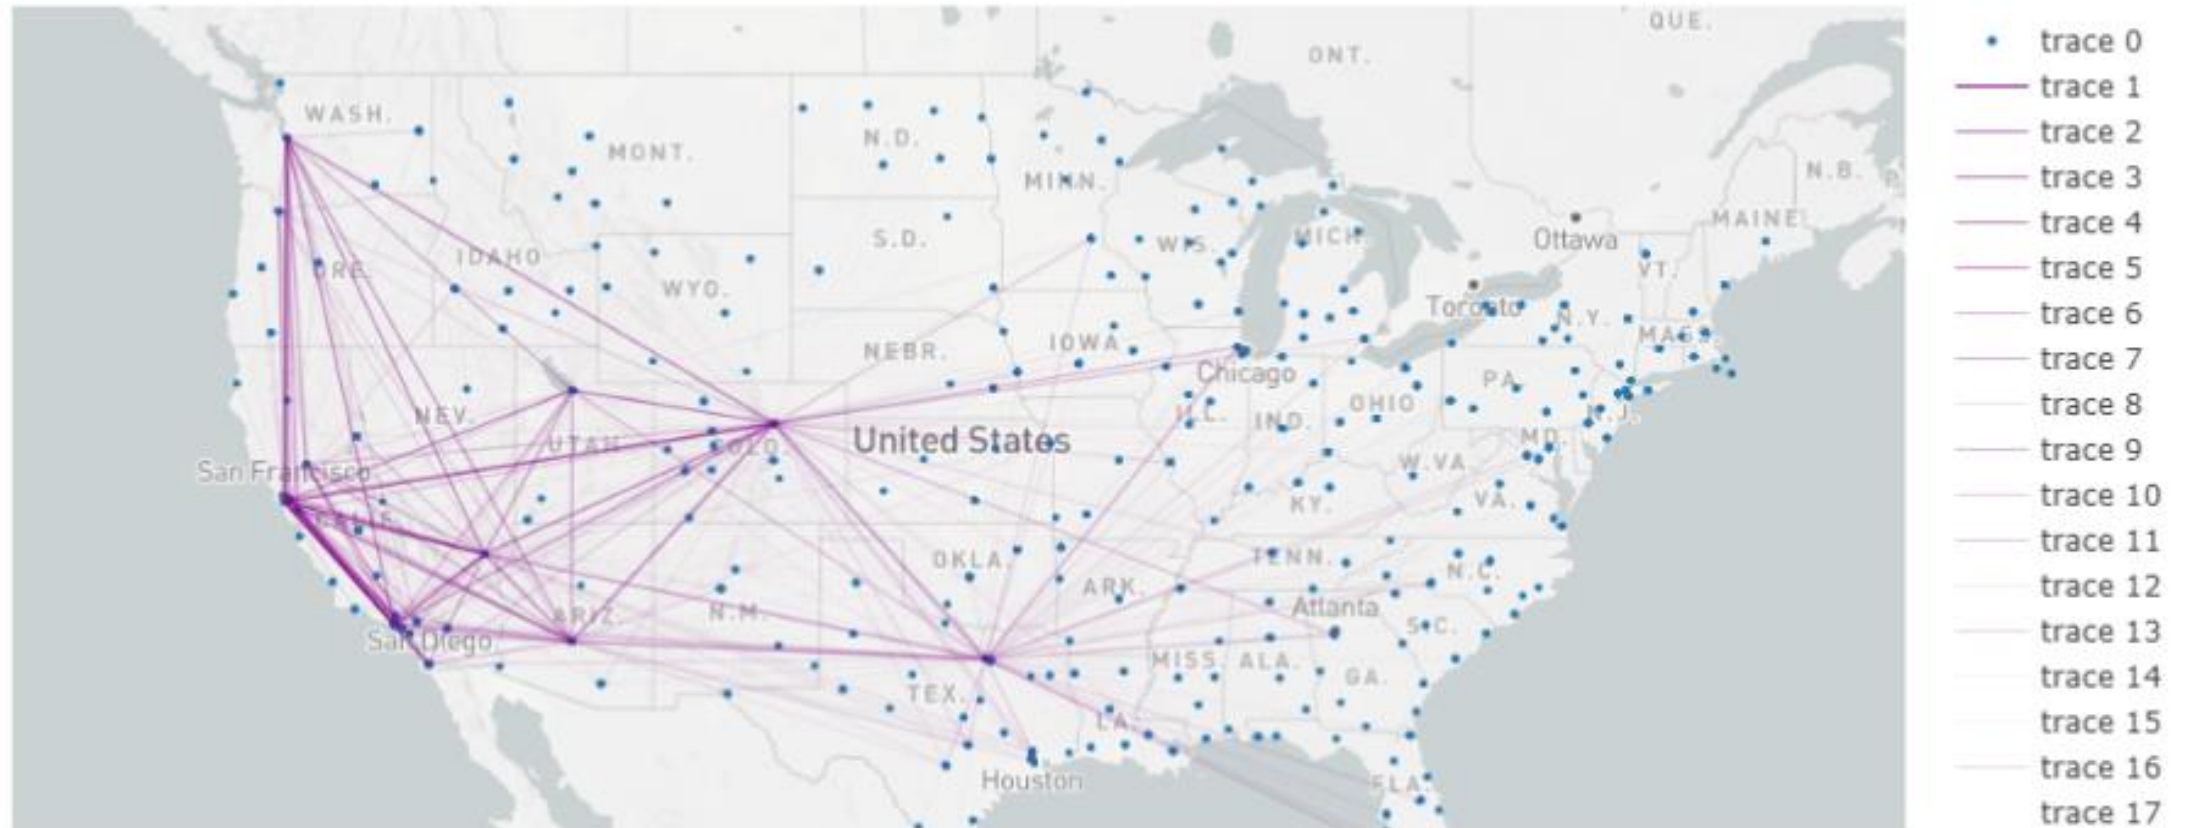 QUE.
ONT.
WASH.
N.D.
MONT.
MINN.
N.B.
MAINE
Ottawa
S.D.
WIS.
MICH.
ORE.
IDAHO
VT.
WYO.
Toronto
N.Y.
MASS.
NEBR.
IOWA
Chicago
PA.
NEV.
ILL.
IND.
OHIO
N.J.
UTAH
COLO.
United States
MD.
San Francisco
W.VA.
KY.
VA.
CALIF.
OKLA.
TENN.
ARK.
N.C.
ARIZ.
N.M.
Atlanta
S.C.
San Diego
MISS.
ALA.
GA.
TEX.
LA.
Houston
FLA.
trace 0
trace 1
trace 2
trace 3
trace 4
trace 5
trace 6
trace 7
trace 8
trace 9
trace 10
trace 11
trace 12
trace 13
trace 14
trace 15
trace 16
trace 17